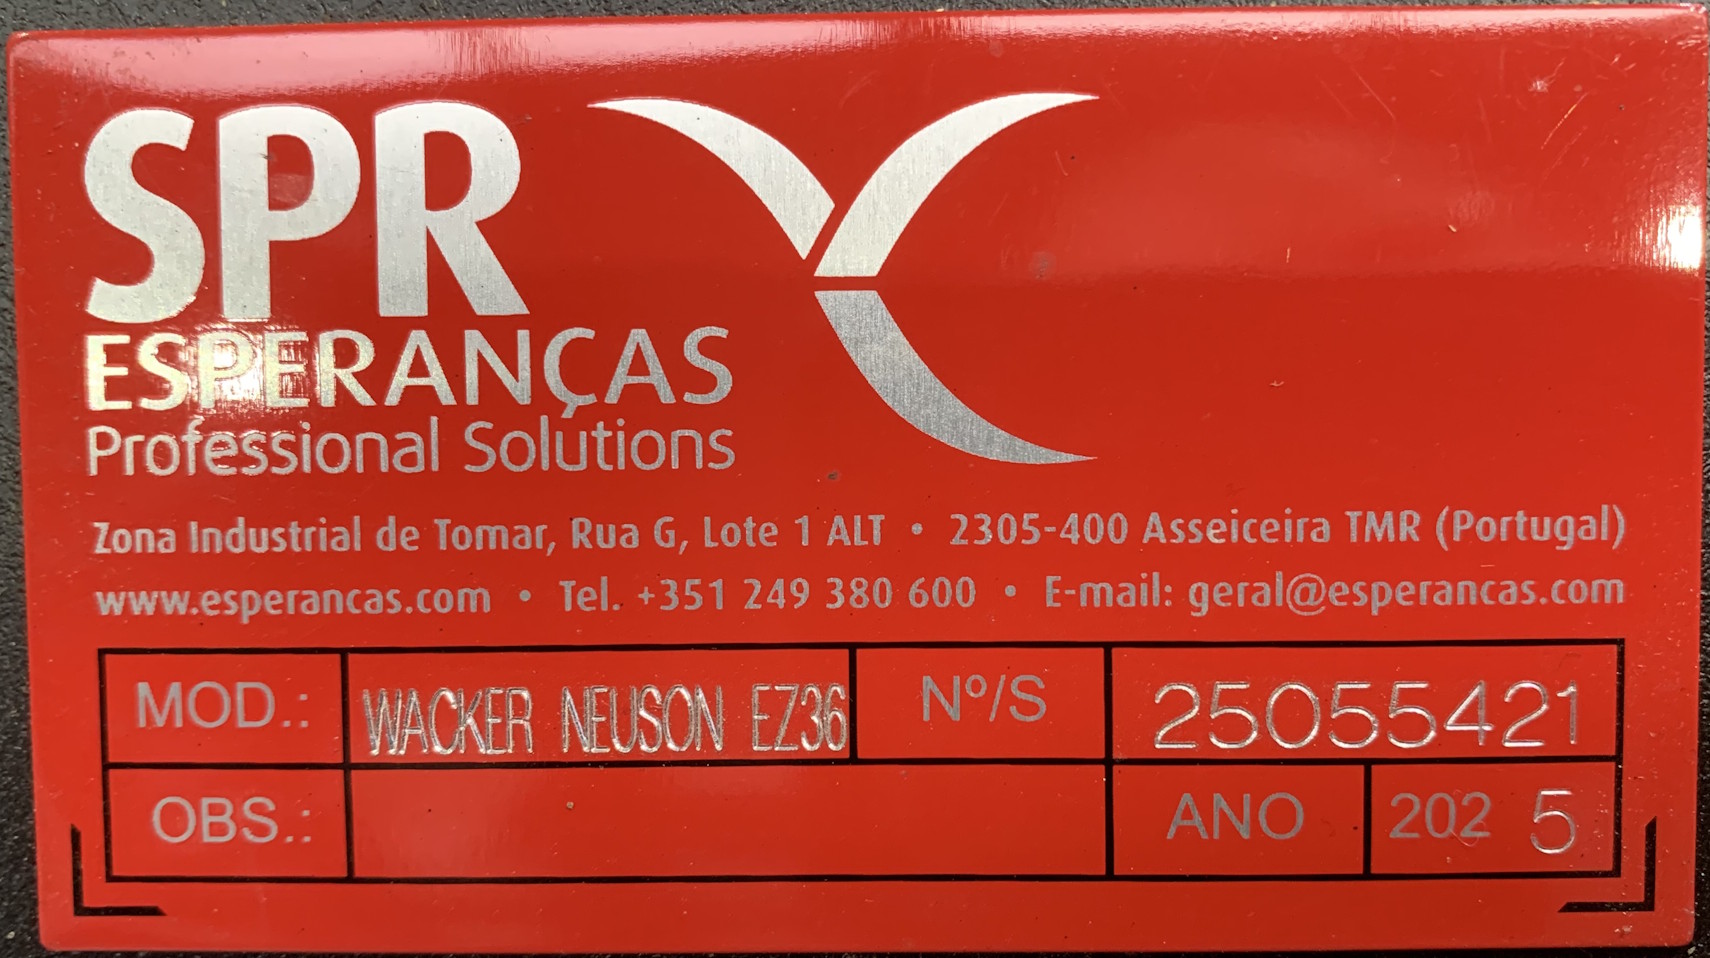 SPR
ESPERANÇAS
Professional Solutions
Zona Industrial de Tomar, Rua G, Lote 1 ALT • 2305-400 Asseiceira TMR (Portugal)
www.esperancas.com • Tel. +351 249 380 600 • E-mail: geral@esperancas.com
MOD.: WACKER NEUSON EZ36 Nº/S 25055421
OBS.: ANO 202 5